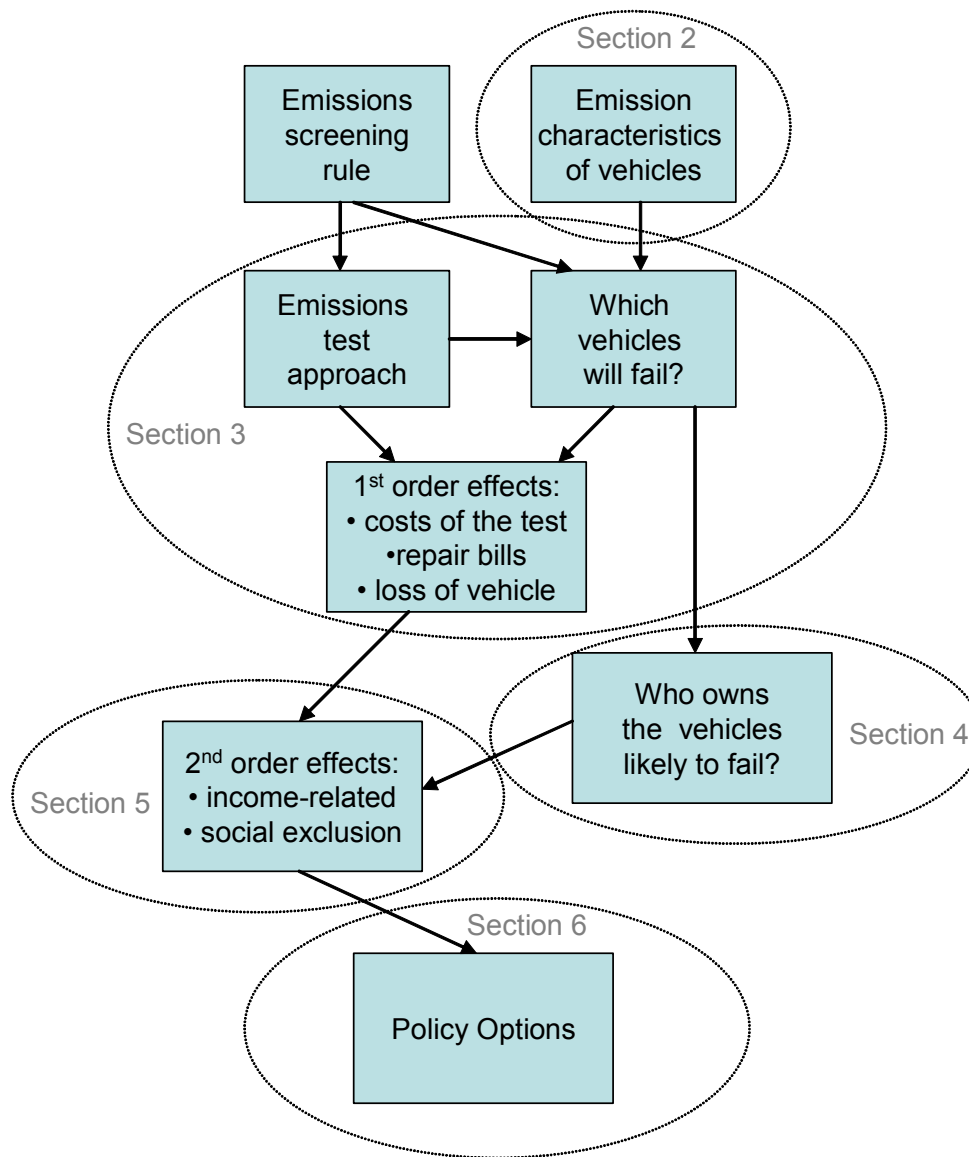 Section 2
Emissions
screening
rule
Emission
characteristics
of vehicles
Emissions
test
approach
Which
vehicles
will fail?
Section 3
1st order effects:
• costs of the test
•repair bills
• loss of vehicle
Who owns
the vehicles
likely to fail?
Section 4
2nd order effects:
• income-related
• social exclusion
Section 5
Section 6
Policy Options